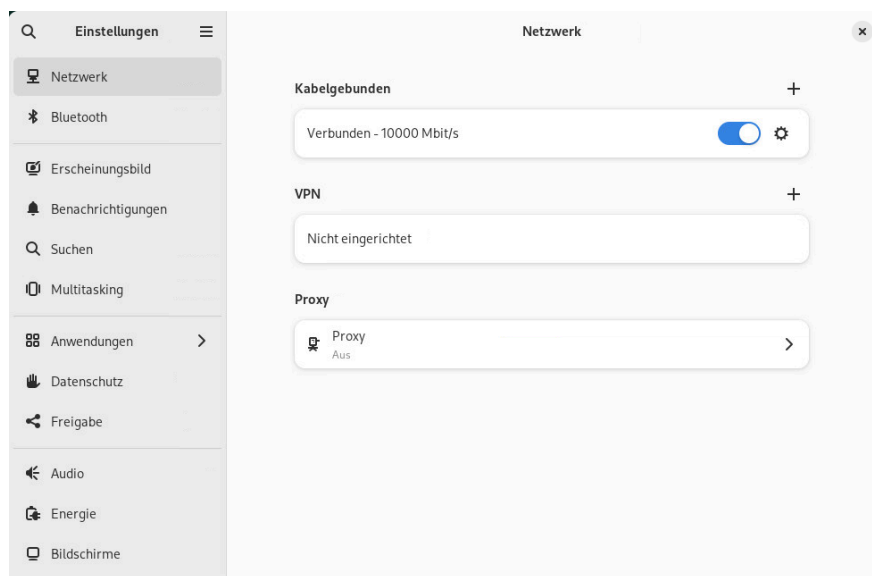 Einstellungen
Netzwerk
Bluetooth
Erscheinungsbild
Benachrichtigungen
Suchen
Multitasking
Anwendungen
Datenschutz
Freigabe
Audio
Energie
Bildschirme
Netzwerk
Kabelgebunden
Verbunden - 10000 Mbit/s
VPN
Nicht eingerichtet
Proxy
Proxy
Aus